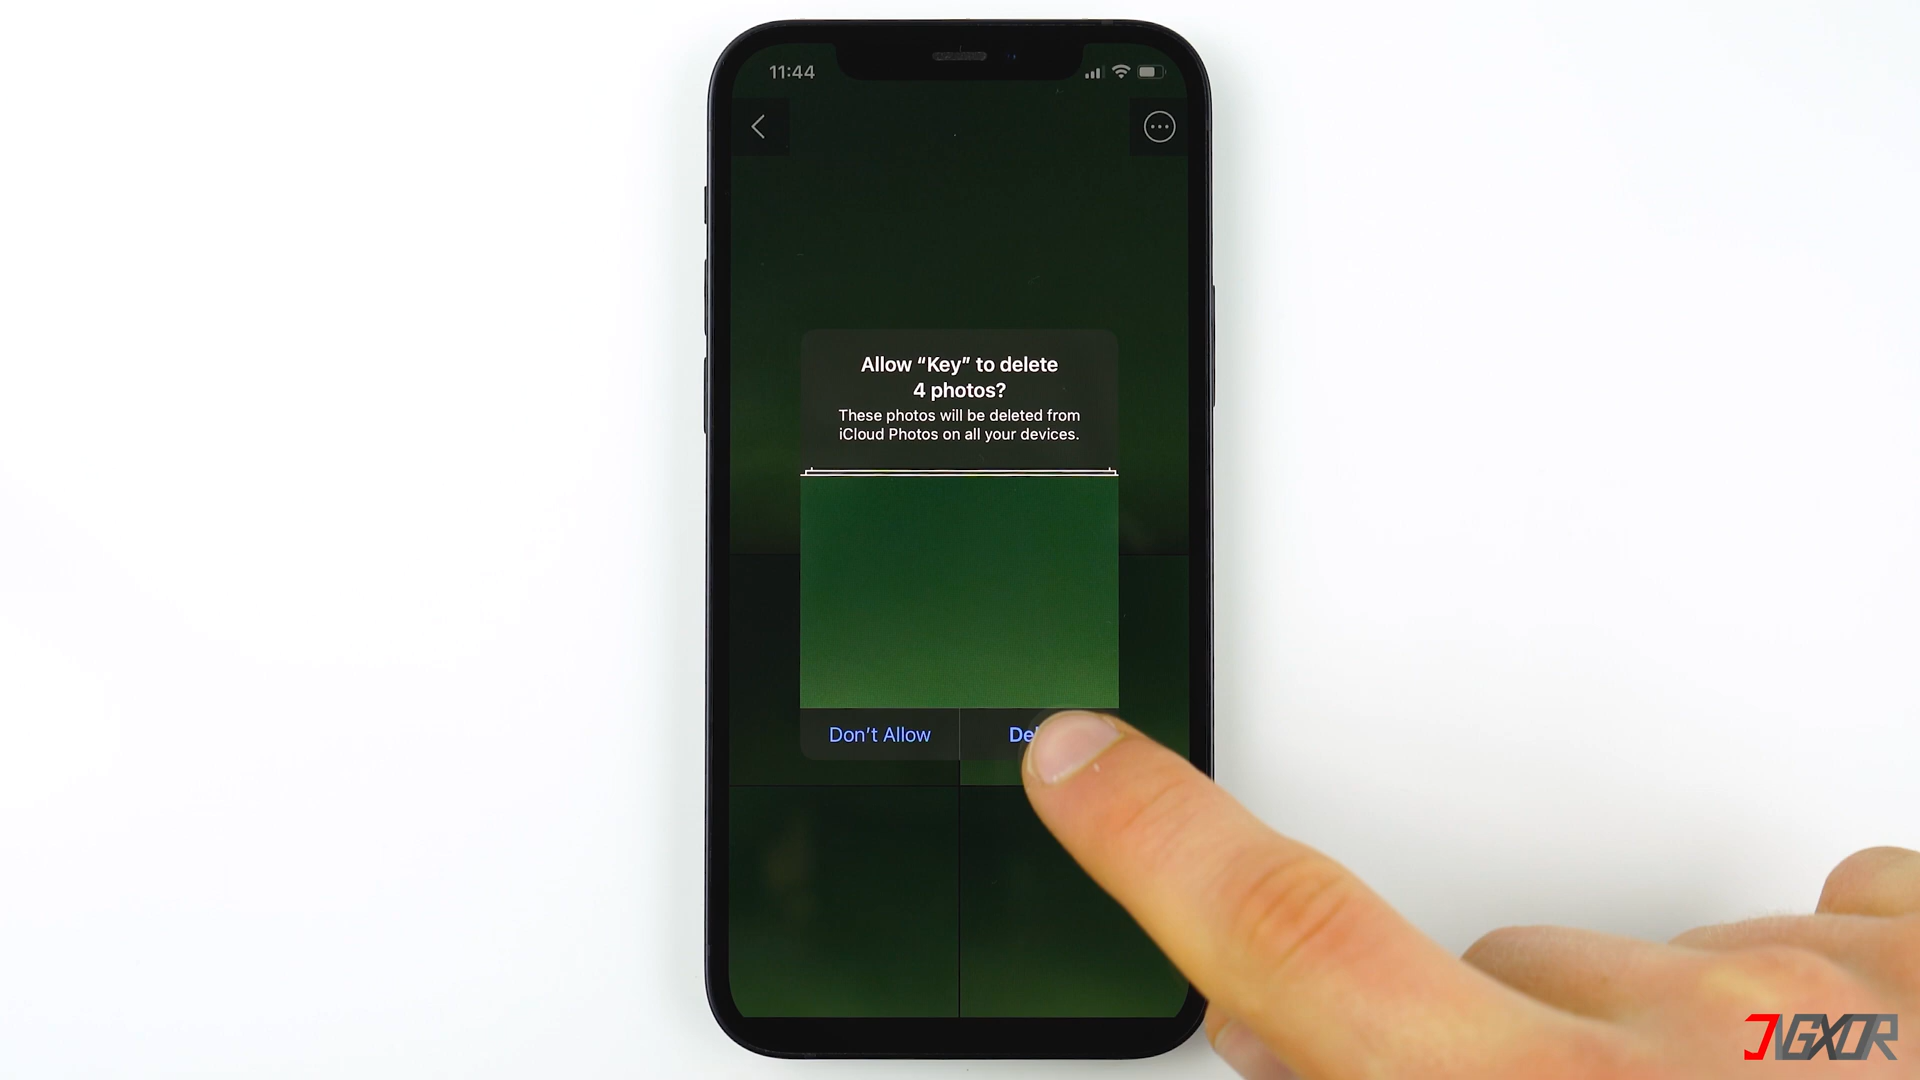 11:44
Allow “Key” to delete
4 photos?
These photos will be deleted from
iCloud Photos on all your devices.
Don’t Allow
JVGXOR